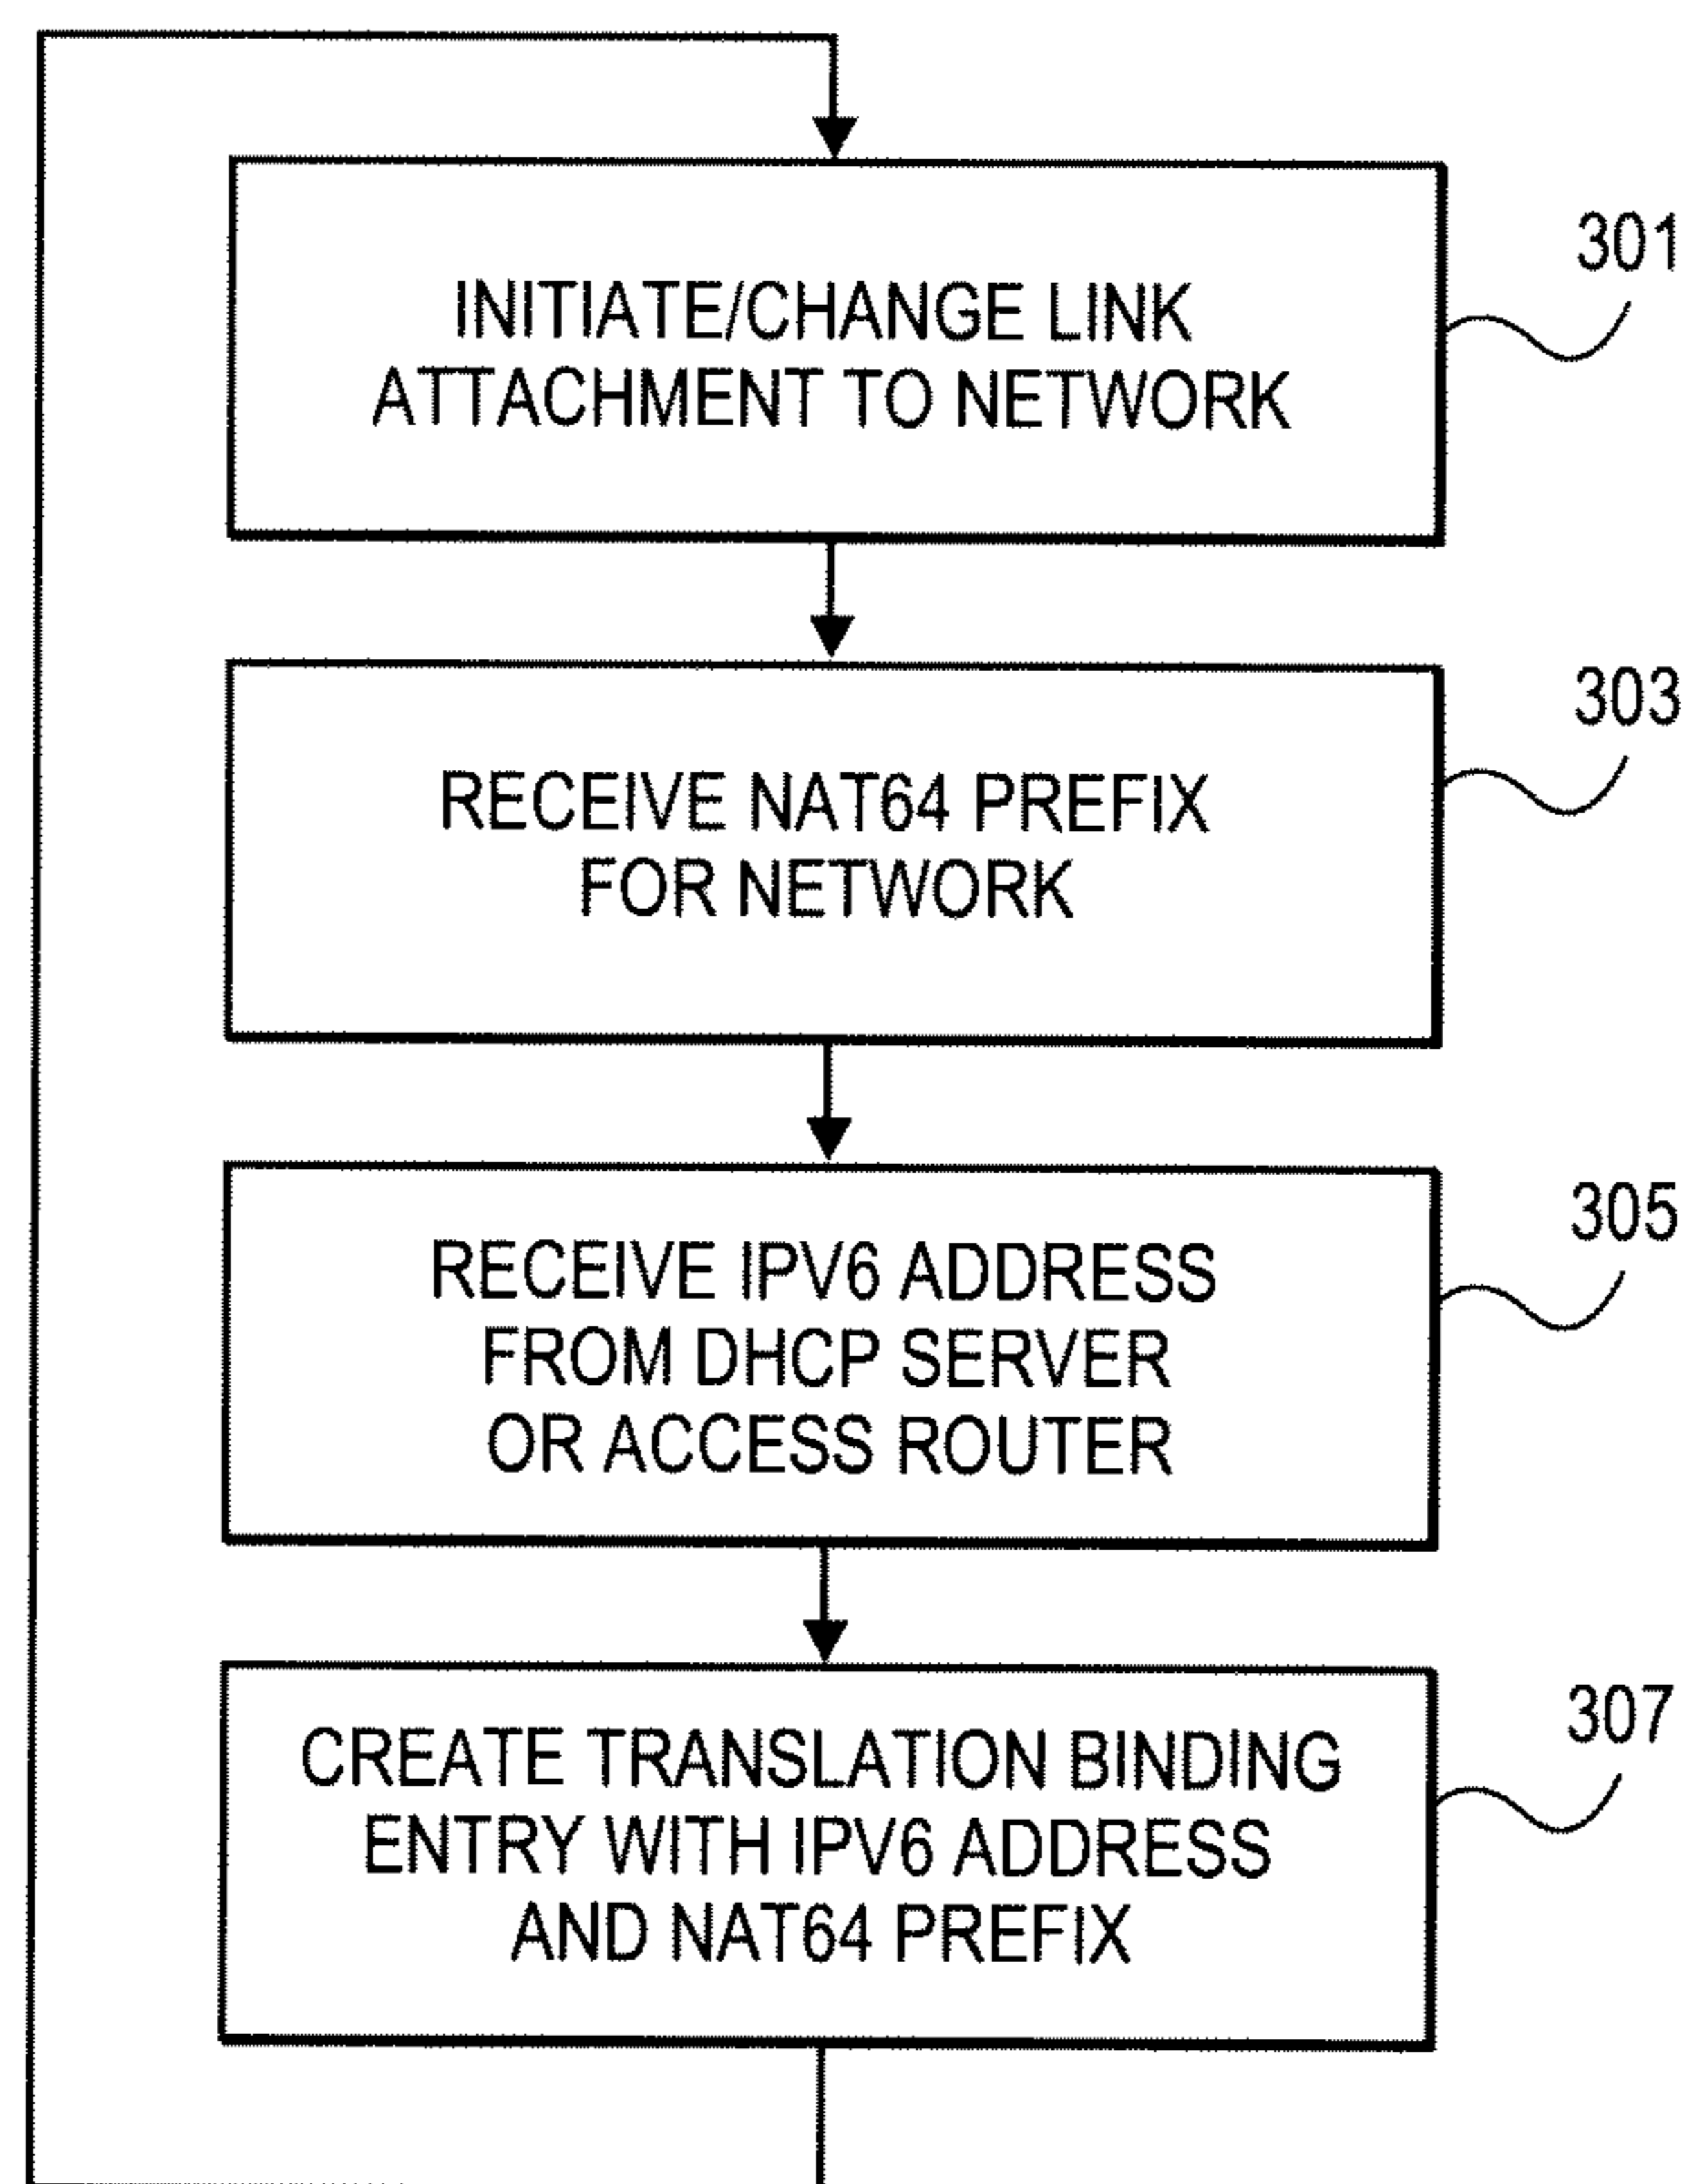 301
INITIATE/CHANGE LINK
ATTACHMENT TO NETWORK
303
RECEIVE NAT64 PREFIX
FOR NETWORK
305
RECEIVE IPV6 ADDRESS
FROM DHCP SERVER
OR ACCESS ROUTER
307
CREATE TRANSLATION BINDING
ENTRY WITH IPV6 ADDRESS
AND NAT64 PREFIX